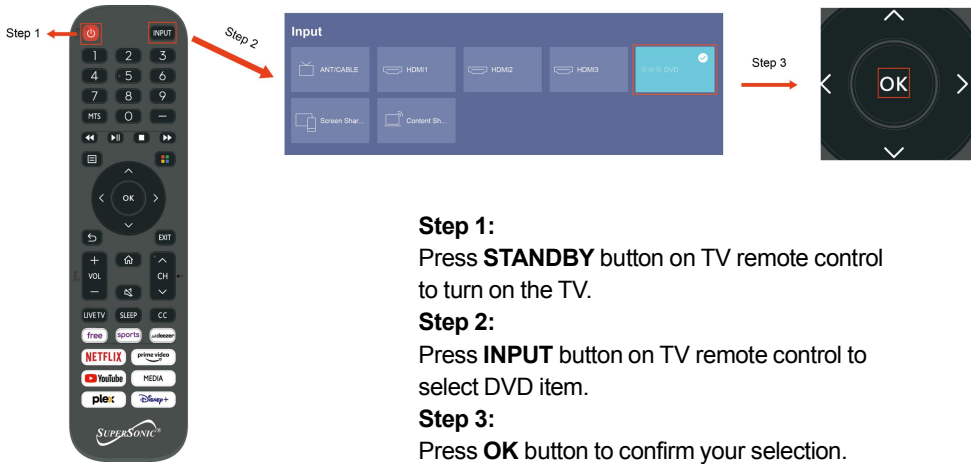 Step 1
INPUT
1 2 3
4 5 6
7 8 9
MTS 0 —
OK
EXIT
+
VOL
—
CH
LIVE TV SLEEP CC
free sports deezer
NETFLIX prime video
YouTube MEDIA
plex Disney+
SUPERSONIC®
Step 2
Input
ANT/CABLE HDMI1 HDMI2 HDMI3 DVD
Screen Shar... Content Sh...
Step 3
OK
Step 1:
Press STANDBY button on TV remote control
to turn on the TV.
Step 2:
Press INPUT button on TV remote control to
select DVD item.
Step 3:
Press OK button to confirm your selection.